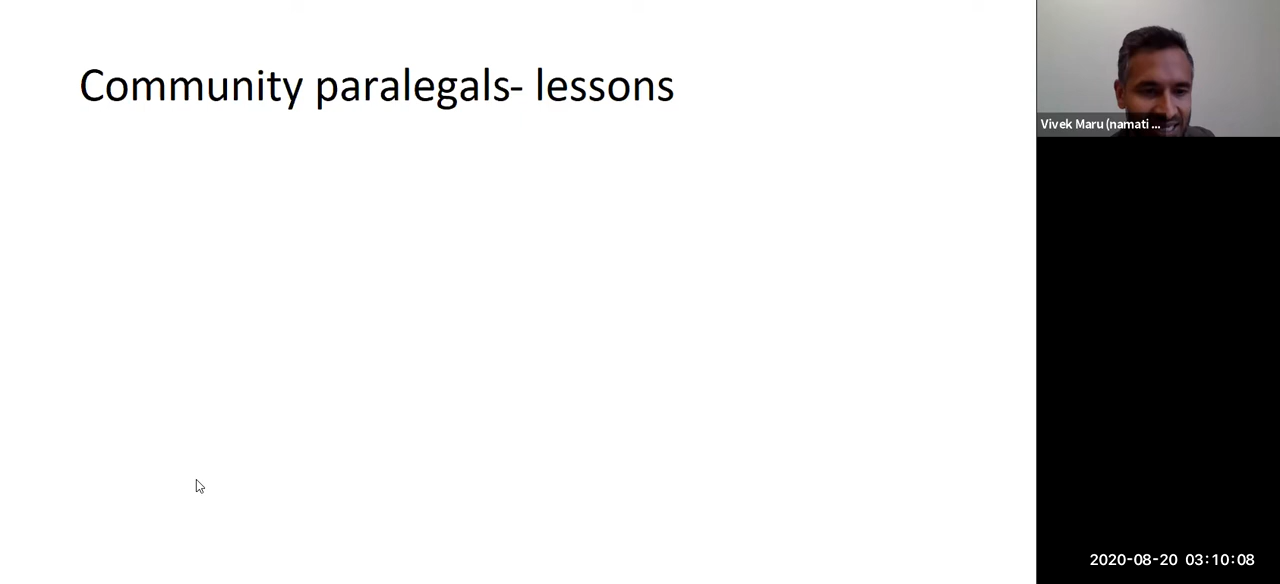 Community paralegals- lessons
Vivek Maru (namati ...
2020-08-20 03:10:08